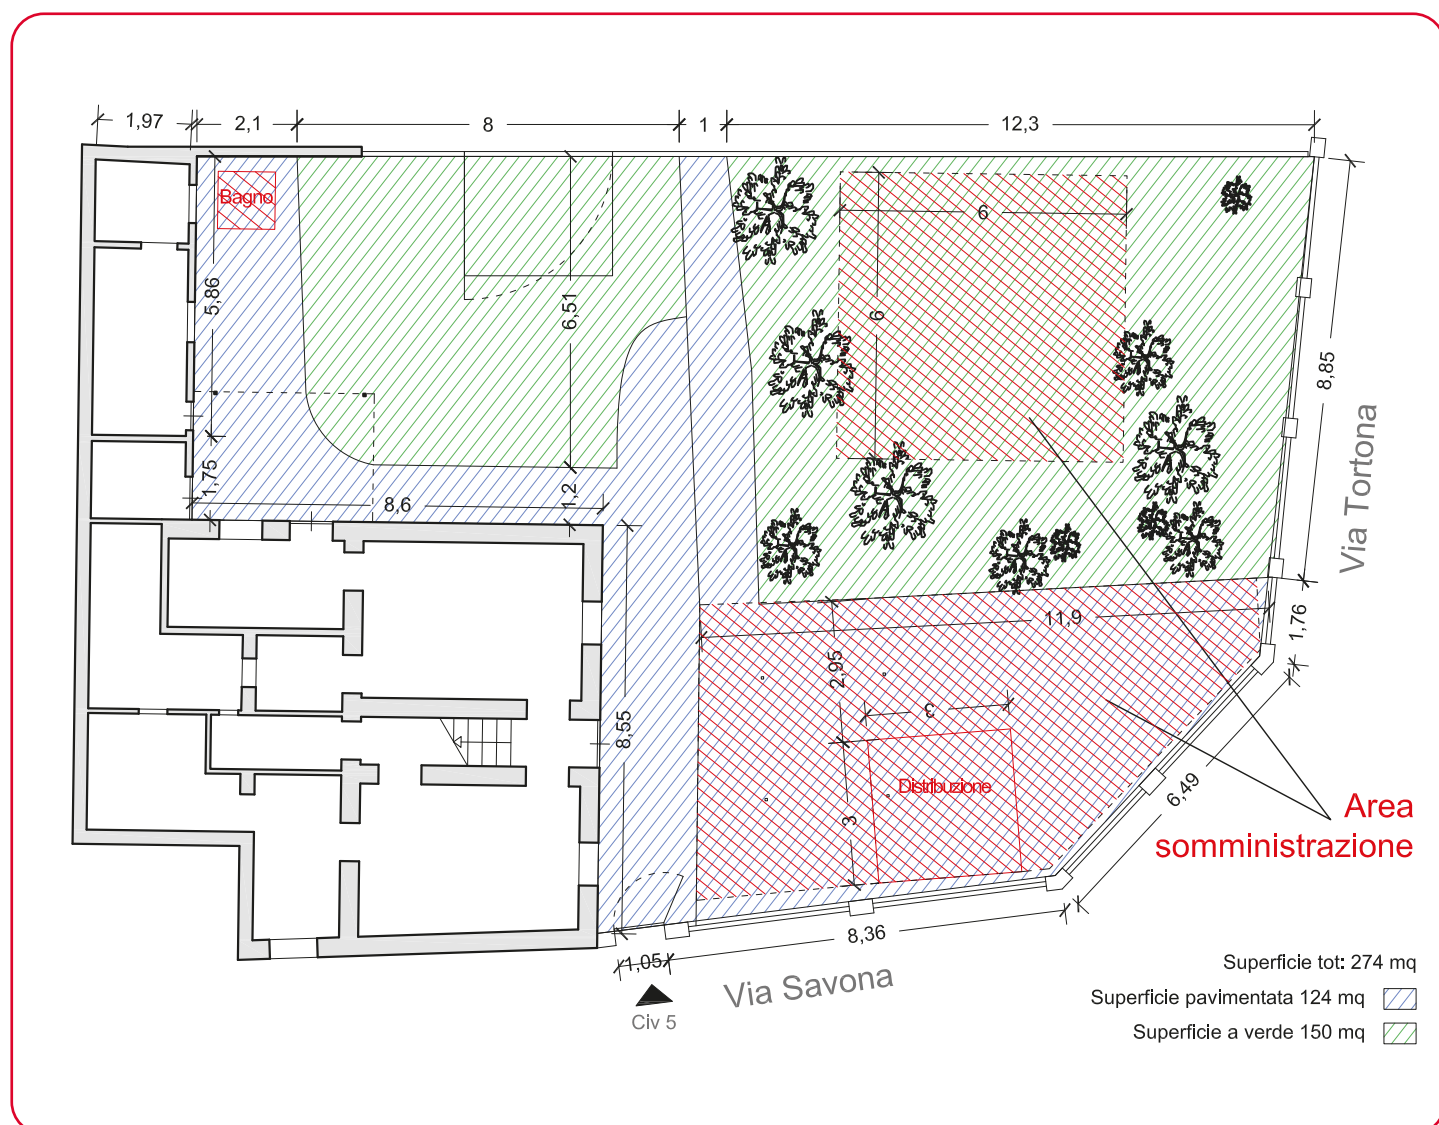 1,97
2,1
8
1
12,3
Bagno
6
5,86
6,51
6
8,85
Via Tortona
1,75
8,6
1,2
11,9
1,76
2,95
3
8,55
Distribuzione
3
6,49
Area
somministrazione
8,36
1,05
Via Savona
Civ 5
Superficie tot: 274 mq
Superficie pavimentata 124 mq
Superficie a verde 150 mq